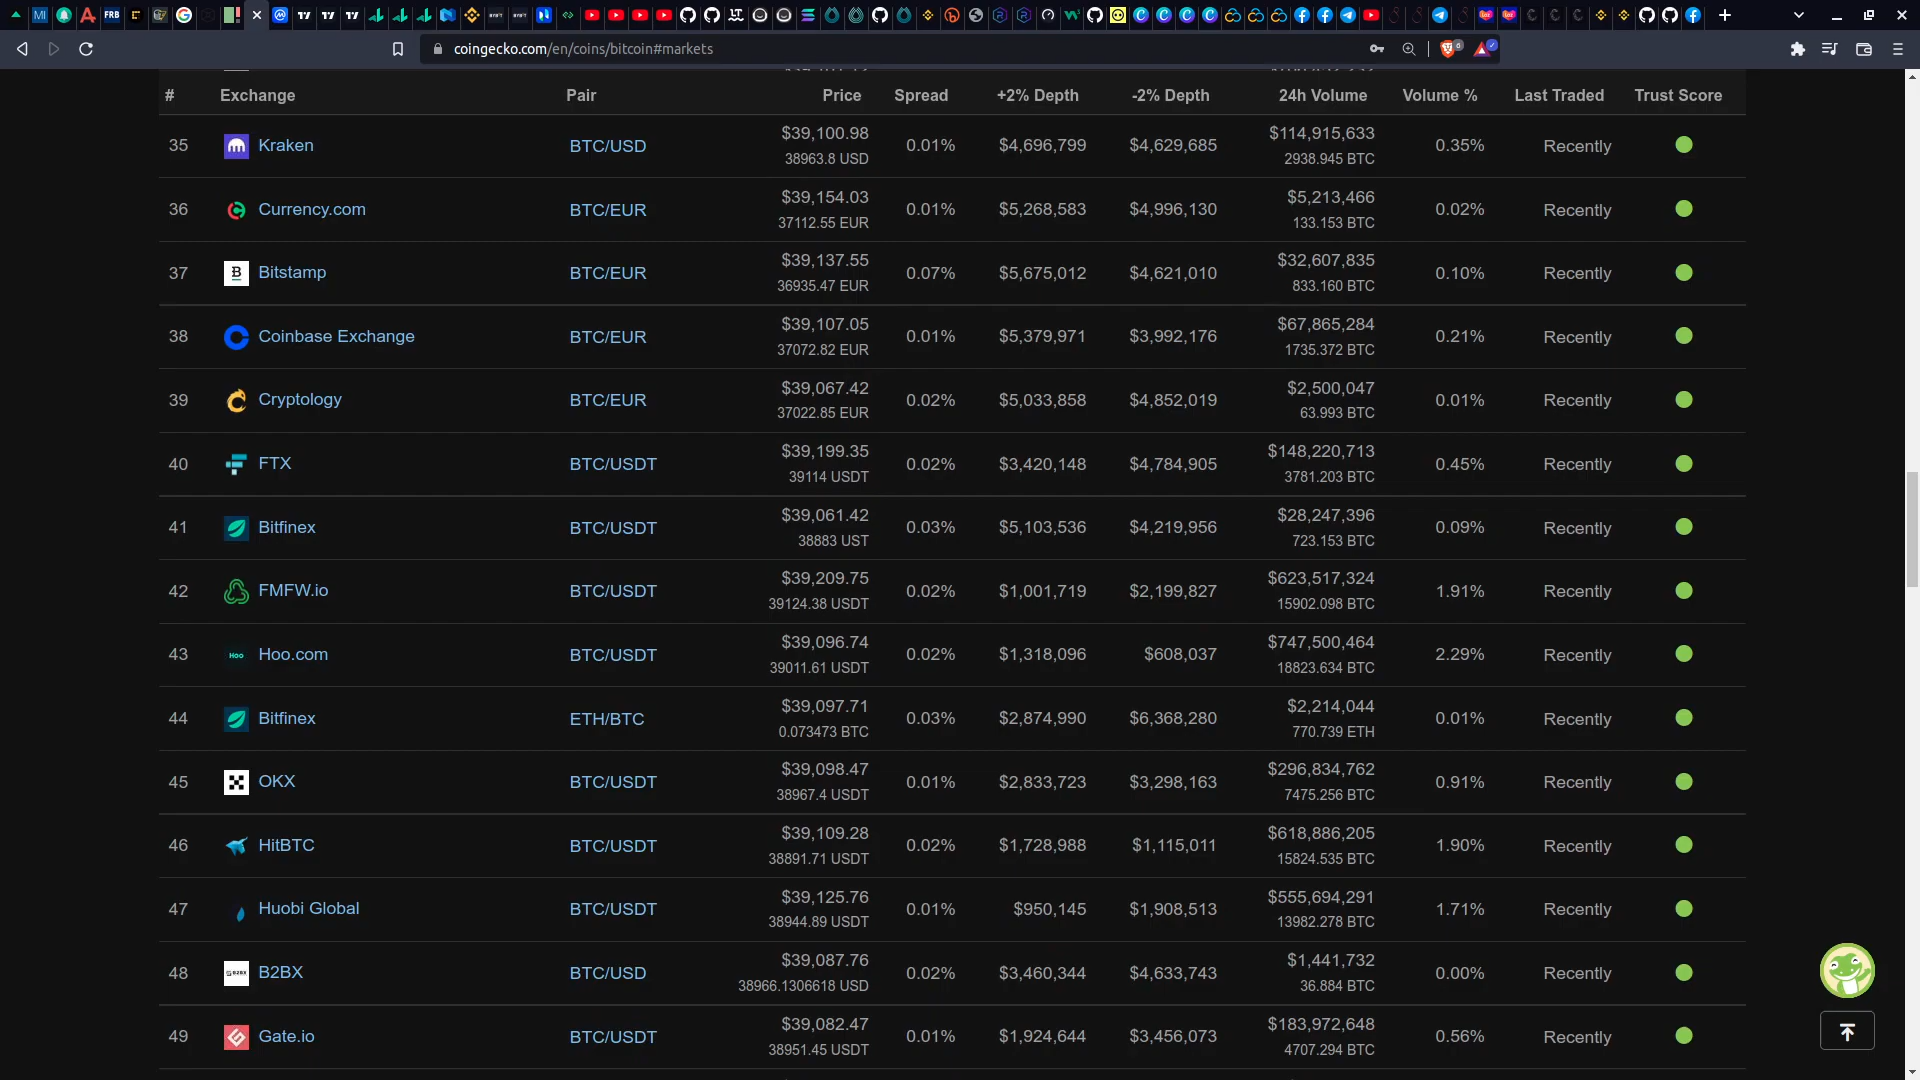 coingecko.com/en/coins/bitcoin#markets
# Exchange Pair Price Spread +2% Depth -2% Depth 24h Volume Volume % Last Traded Trust Score
35 Kraken BTC/USD $39,100.98 0.01% $4,696,799 $4,629,685 $114,915,633 0.35% Recently
38963.8 USD 2938.945 BTC
36 Currency.com BTC/EUR $39,154.03 0.01% $5,268,583 $4,996,130 $5,213,466 0.02% Recently
37112.55 EUR 133.153 BTC
37 Bitstamp BTC/EUR $39,137.55 0.07% $5,675,012 $4,621,010 $32,607,835 0.10% Recently
36935.47 EUR 833.160 BTC
38 Coinbase Exchange BTC/EUR $39,107.05 0.01% $5,379,971 $3,992,176 $67,865,284 0.21% Recently
37072.82 EUR 1735.372 BTC
39 Cryptology BTC/EUR $39,067.42 0.02% $5,033,858 $4,852,019 $2,500,047 0.01% Recently
37022.85 EUR 63.993 BTC
40 FTX BTC/USDT $39,199.35 0.02% $3,420,148 $4,784,905 $148,220,713 0.45% Recently
39114 USDT 3781.203 BTC
41 Bitfinex BTC/USDT $39,061.42 0.03% $5,103,536 $4,219,956 $28,247,396 0.09% Recently
38883 UST 723.153 BTC
42 FMFW.io BTC/USDT $39,209.75 0.02% $1,001,719 $2,199,827 $623,517,324 1.91% Recently
39124.38 USDT 15902.098 BTC
43 Hoo.com BTC/USDT $39,096.74 0.02% $1,318,096 $608,037 $747,500,464 2.29% Recently
39011.61 USDT 18823.634 BTC
44 Bitfinex ETH/BTC $39,097.71 0.03% $2,874,990 $6,368,280 $2,214,044 0.01% Recently
0.073473 BTC 770.739 ETH
45 OKX BTC/USDT $39,098.47 0.01% $2,833,723 $3,298,163 $296,834,762 0.91% Recently
38967.4 USDT 7475.256 BTC
46 HitBTC BTC/USDT $39,109.28 0.02% $1,728,988 $1,115,011 $618,886,205 1.90% Recently
38891.71 USDT 15824.535 BTC
47 Huobi Global BTC/USDT $39,125.76 0.01% $950,145 $1,908,513 $555,694,291 1.71% Recently
38944.89 USDT 13982.278 BTC
48 B2BX BTC/USD $39,087.76 0.02% $3,460,344 $4,633,743 $1,441,732 0.00% Recently
38966.1306618 USD 36.884 BTC
49 Gate.io BTC/USDT $39,082.47 0.01% $1,924,644 $3,456,073 $183,972,648 0.56% Recently
38951.45 USDT 4707.294 BTC